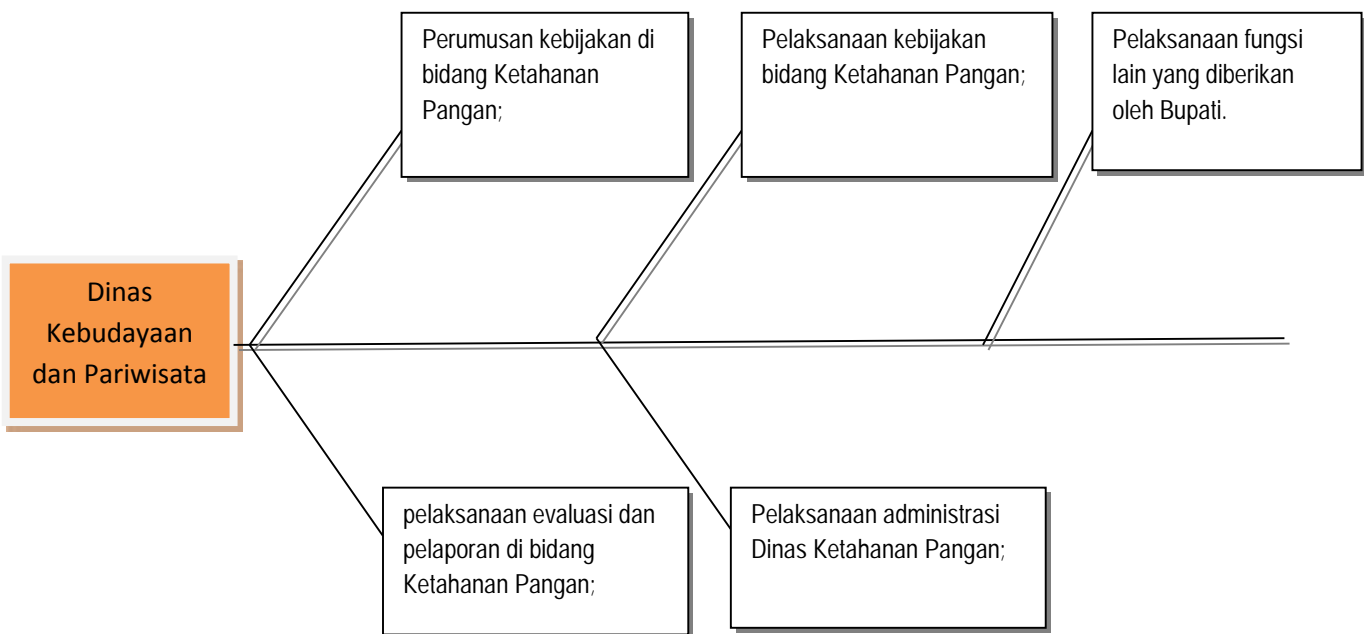 Perumusan kebijakan di
bidang Ketahanan
Pangan;
Pelaksanaan kebijakan
bidang Ketahanan Pangan;
Pelaksanaan fungsi
lain yang diberikan
oleh Bupati.
Dinas
Kebudayaan
dan Pariwisata
pelaksanaan evaluasi dan
pelaporan di bidang
Ketahanan Pangan;
Pelaksanaan administrasi
Dinas Ketahanan Pangan;